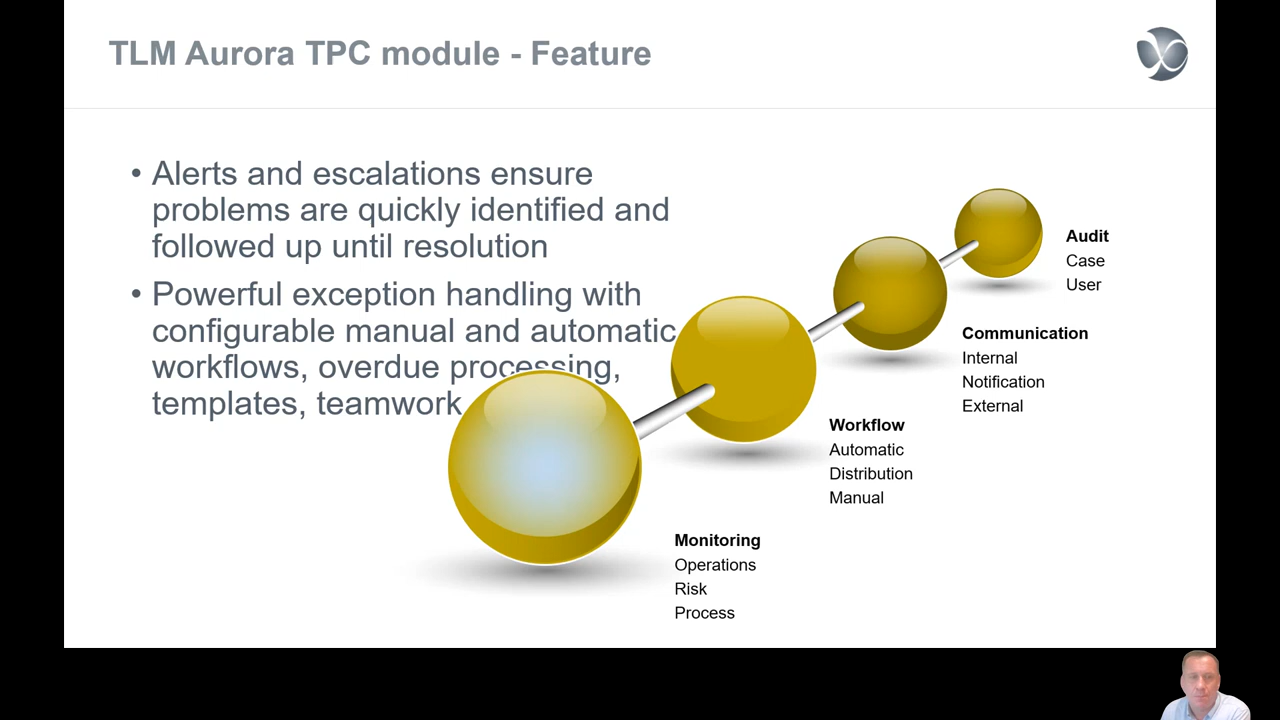 TLM Aurora TPC module - Feature
• Alerts and escalations ensure
problems are quickly identified and
followed up until resolution
• Powerful exception handling with
configurable manual and automatic
workflows, overdue processing,
templates, teamwork
Audit
Case
User
Communication
Internal
Notification
External
Workflow
Automatic
Distribution
Manual
Monitoring
Operations
Risk
Process